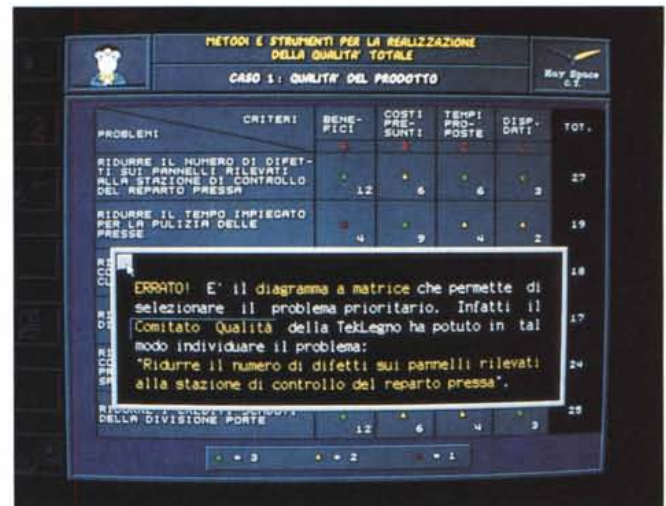 METODI E STRUMENTI PER LA REALIZZAZIONE
DELLA QUALITA' TOTALE
CASO 1: QUALITA' DEL PRODOTTO
Key Space
C.T.
PROBLEMI
CRITERI
BENE-
FICI
COSTI
PRE-
SUNTI
TEMPI
PRO-
POSTE
DISP.
DATI
TOT.
RIDURRE IL NUMERO DI DIFET-
TI SUI PANNELLI RILEVATI
ALLA STAZIONE DI CONTROLLO
DEL REPARTO PRESSA
12 6 6 3 27
RIDURRE IL TEMPO IMPIEGATO
PER LA PULIZIA DELLE
PRESSE
4 9 4 2 19
18
17
24
ERRATO! E' il diagramma a matrice che permette di
selezionare il problema prioritario. Infatti il
Comitato Qualità della TekLegno ha potuto in tal
modo individuare il problema:
"Ridurre il numero di difetti sui pannelli rilevati
alla stazione di controllo del reparto pressa".
DELLA DIVISIONE PORTE
12 6 4 3 25
= 3 = 2 = 1